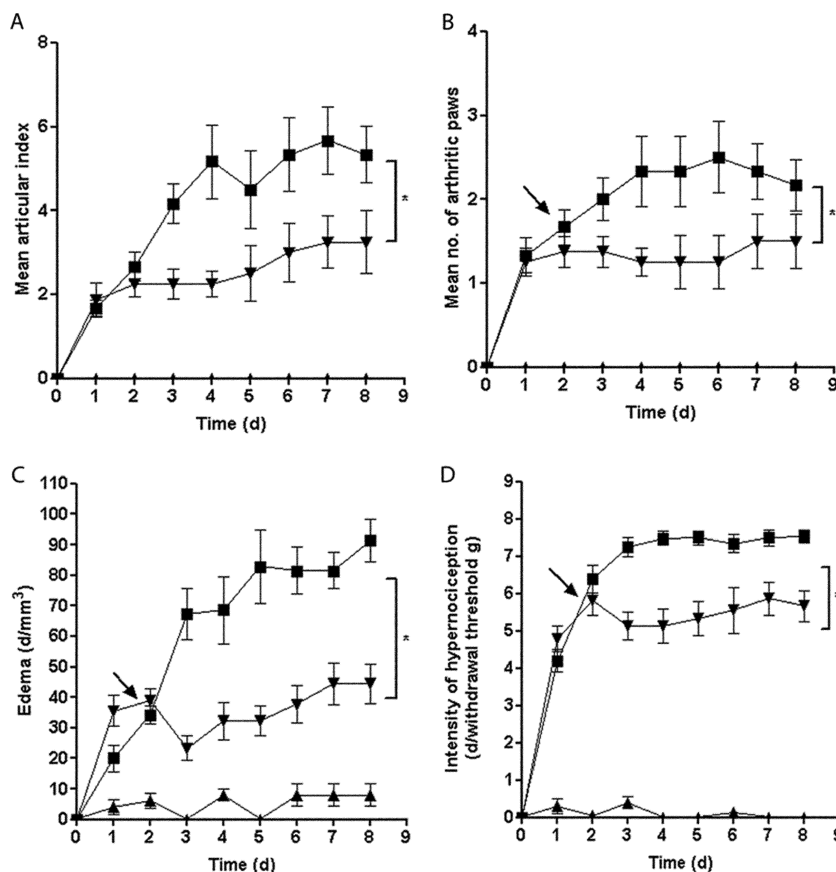 A
Mean articular index
8
6
4
2
0
0 1 2 3 4 5 6 7 8 9
Time (d)
*
B
Mean no. of arthritic paws
4
3
2
1
0
0 1 2 3 4 5 6 7 8 9
Time (d)
*
C
Edema (d/mm³)
110
100
90
80
70
60
50
40
30
20
10
0
0 1 2 3 4 5 6 7 8 9
Time (d)
*
D
Intensity of hypernociception
(d/withdrawal threshold g)
9
8
7
6
5
4
3
2
1
0
0 1 2 3 4 5 6 7 8 9
Time (d)
*